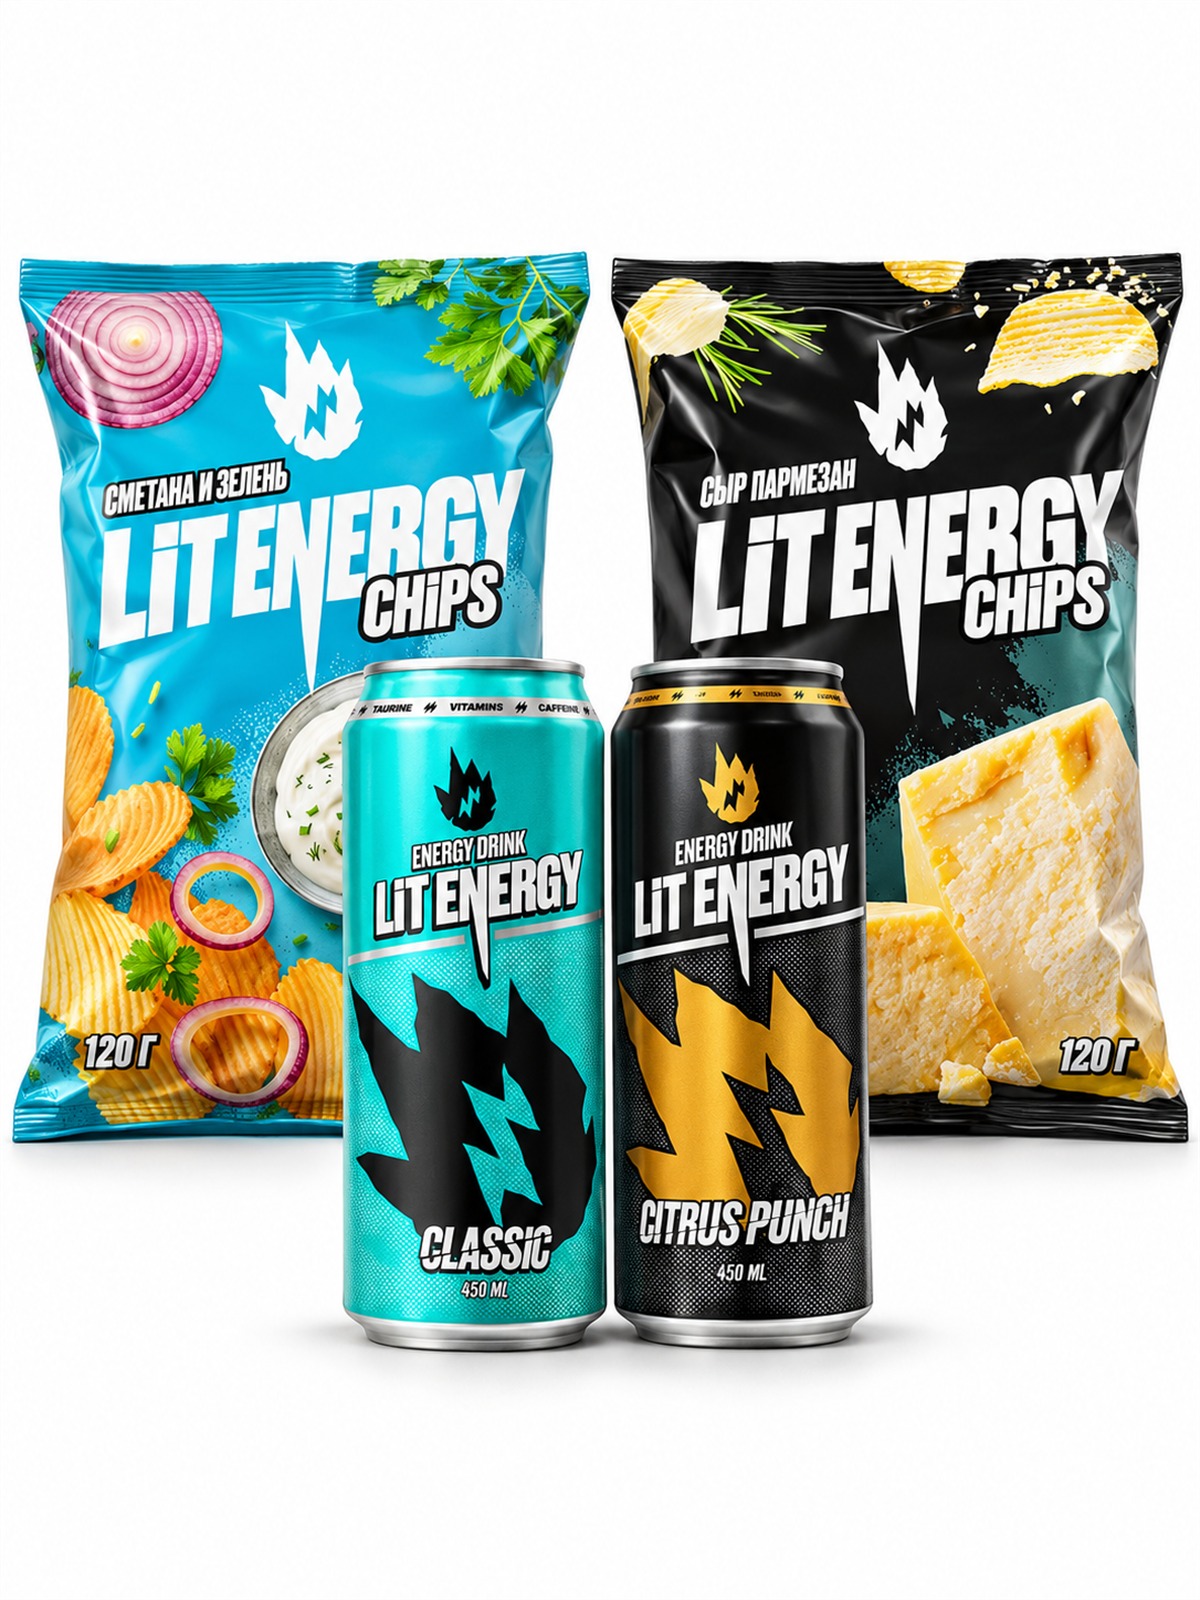 СМЕТАНА И ЗЕЛЕНЬ
LiT ENERGY
CHiPS
120 Г
СЫР ПАРМЕЗАН
LiT ENERGY
CHiPS
120 Г
TAURINE VITAMINS CAFFEINE
ENERGY DRINK
LiT ENERGY
CLASSiC
450 ML
ENERGY DRINK
LiT ENERGY
CITRUS PUNCH
450 ML